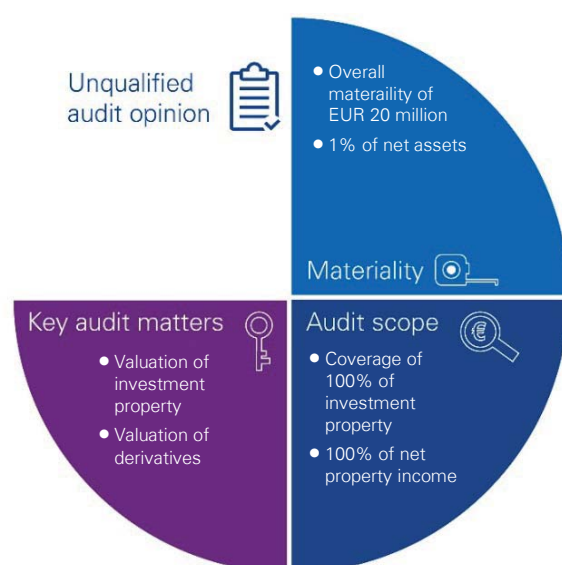 Unqualified
audit opinion
• Overall
materaility of
EUR 20 million
• 1% of net assets
Materiality
Key audit matters
• Valuation of
investment
property
• Valuation of
derivatives
Audit scope
€
• Coverage of
100% of
investment
property
• 100% of net
property income